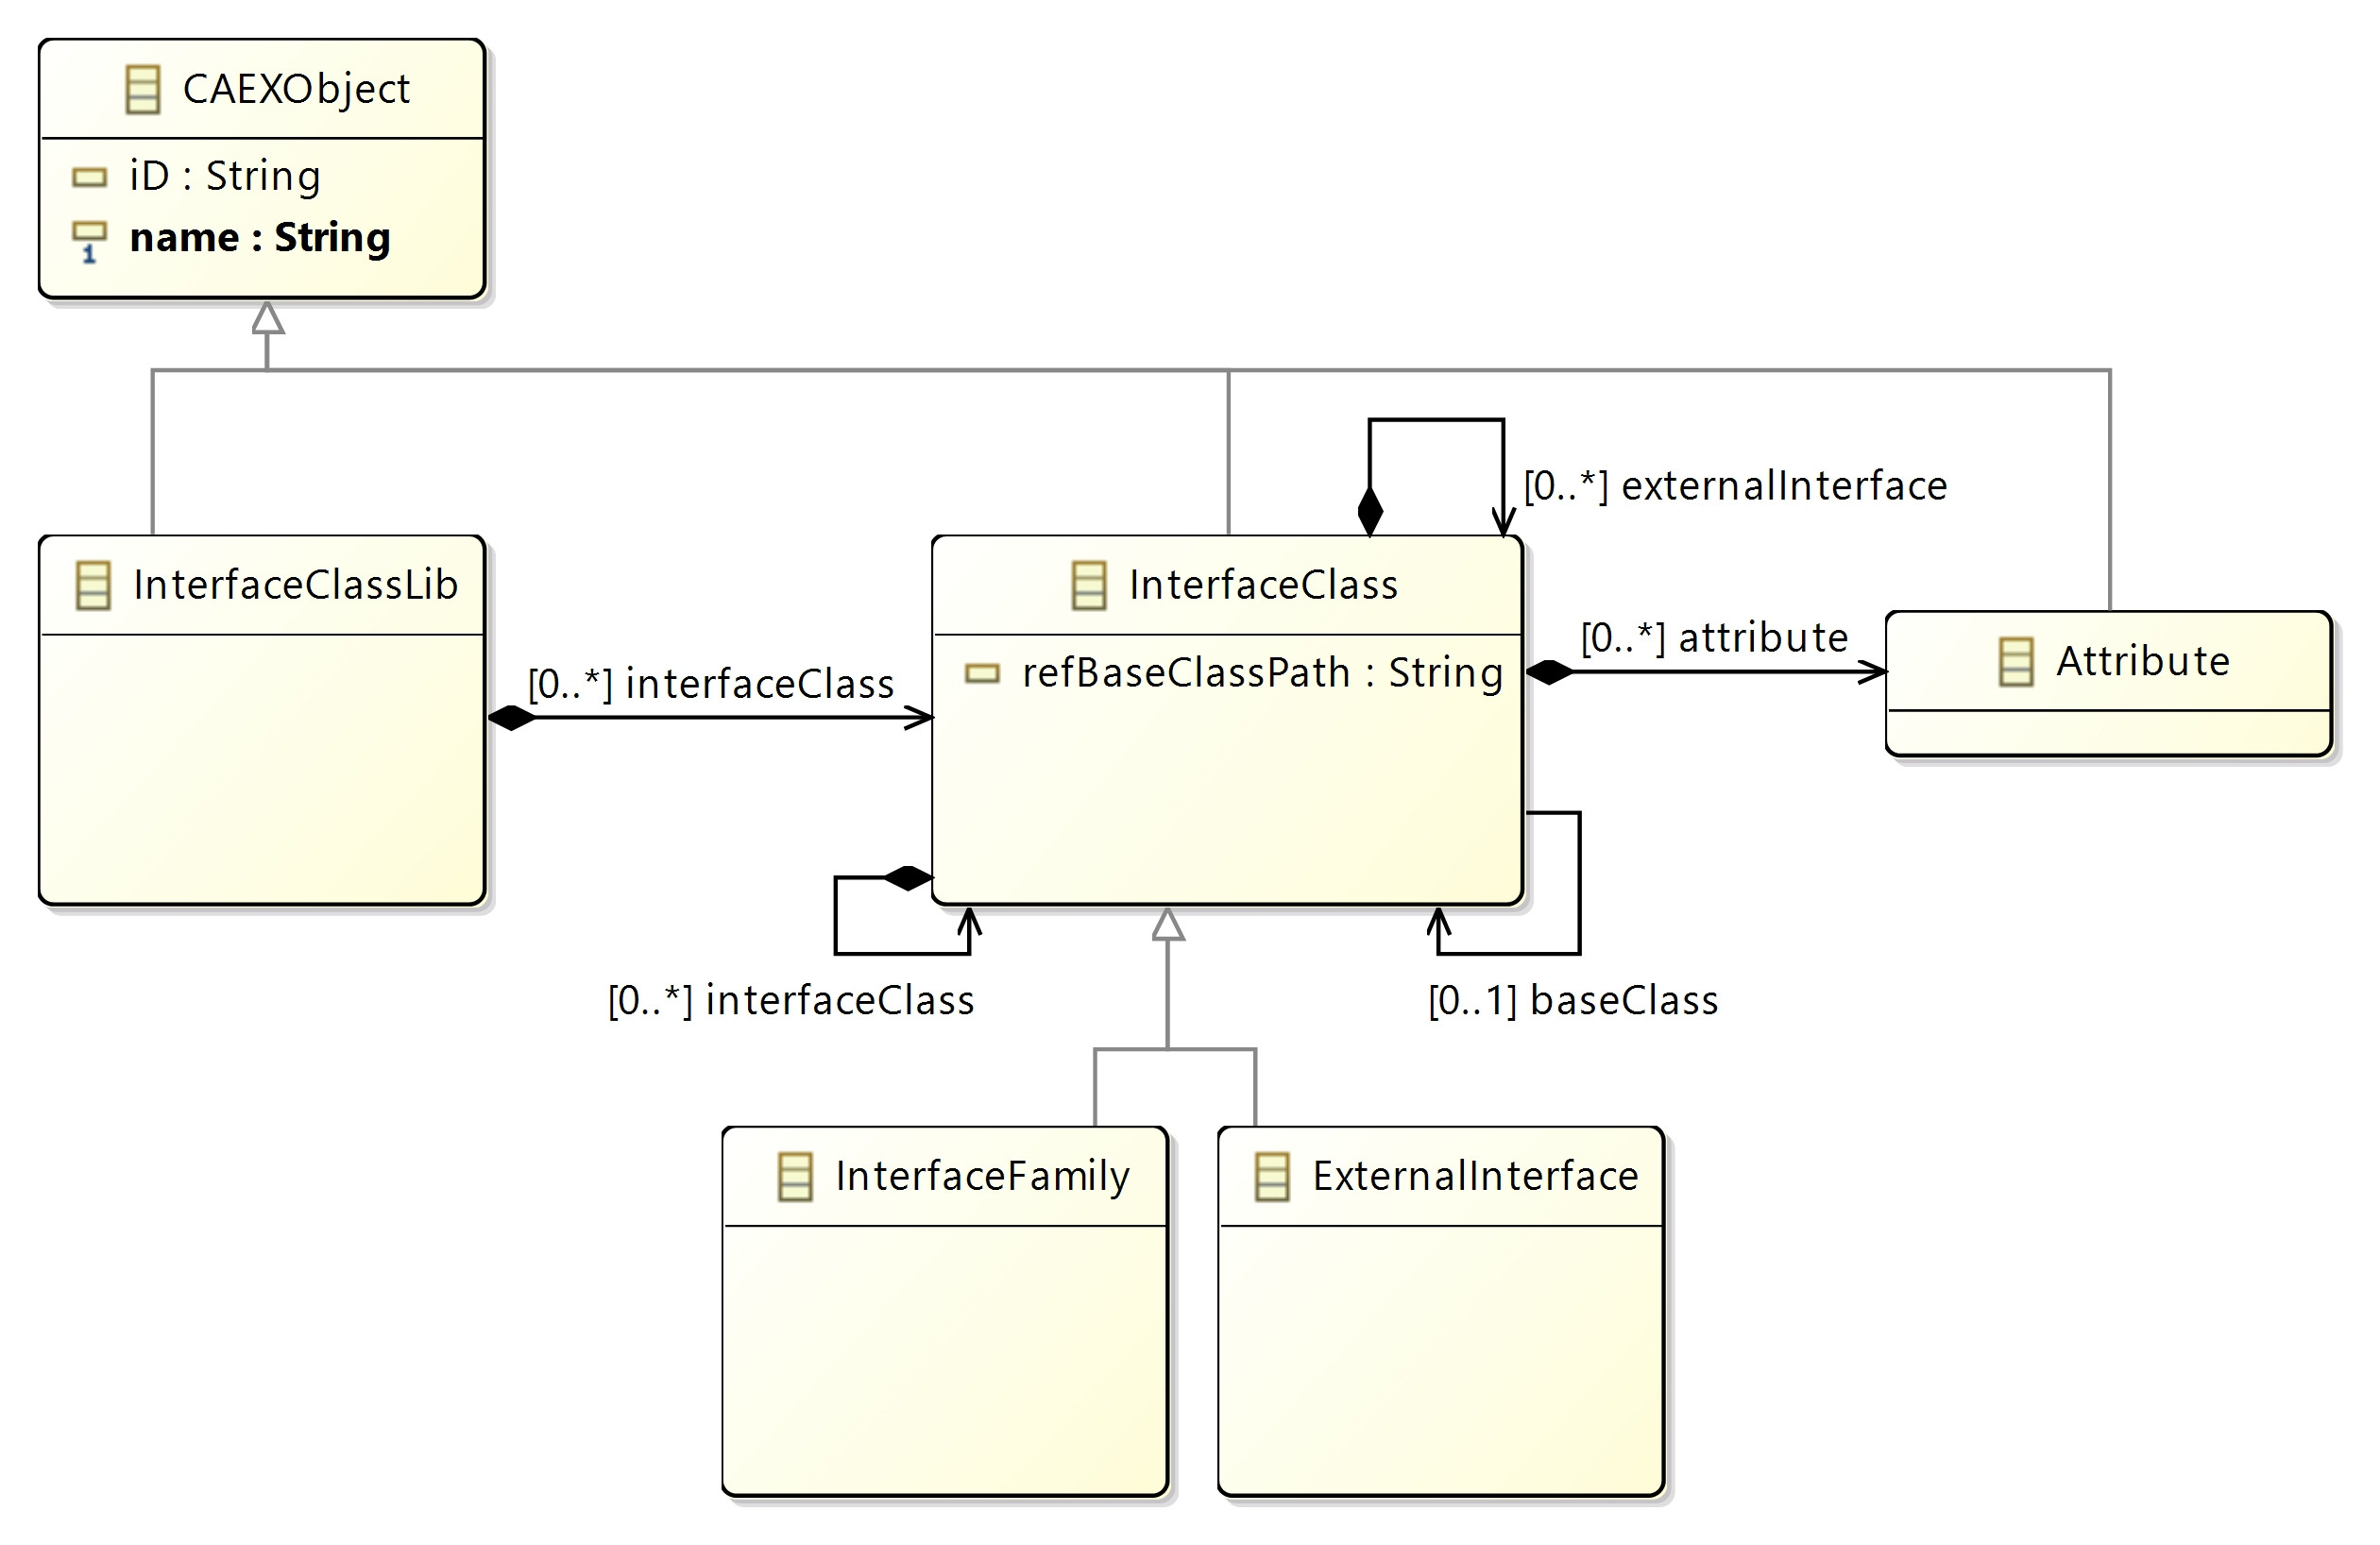 CAEXObject
iD : String
1
name : String
[0..*] externalInterface
InterfaceClassLib
InterfaceClass
[0..*] attribute
Attribute
[0..*] interfaceClass
refBaseClassPath : String
[0..*] interfaceClass
[0..1] baseClass
InterfaceFamily
ExternalInterface